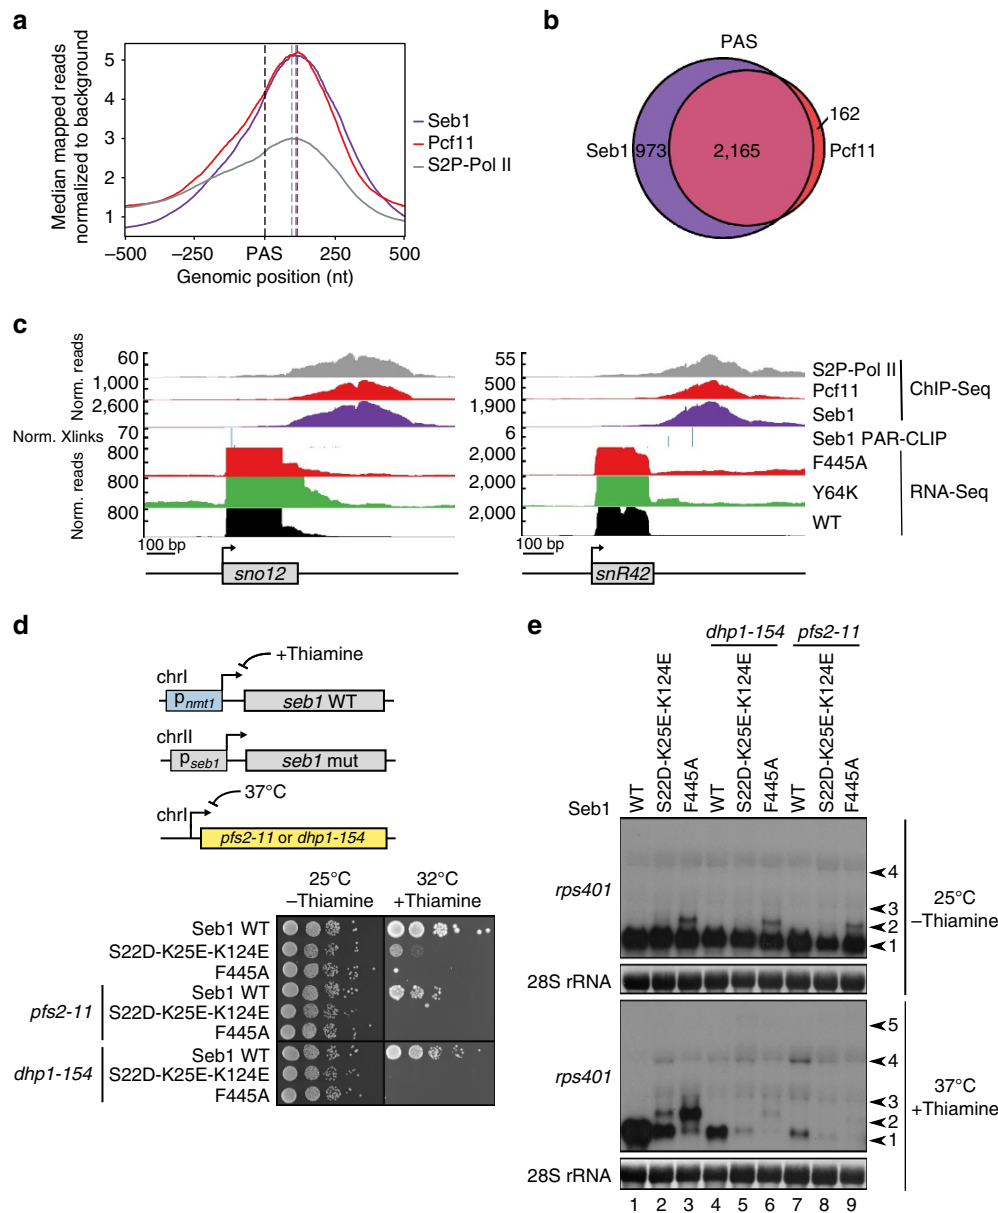 a
Median mapped reads
normalized to background
5
4
3
2
1
−500
−250
PAS
250
500
Genomic position (nt)
Seb1
Pcf11
S2P-Pol II
b
PAS
Seb1
973
2,165
162
Pcf11
c
Norm. reads
60
1,000
2,600
Norm. Xlinks
70
Norm. reads
800
800
800
100 bp
sno12
55
500
1,900
6
2,000
2,000
2,000
100 bp
snR42
S2P-Pol II
Pcf11
Seb1
ChIP-Seq
Seb1 PAR-CLIP
F445A
Y64K
WT
RNA-Seq
d
+Thiamine
chrI
pnmt1
seb1 WT
chrII
pseb1
seb1 mut
37°C
chrI
pfs2-11 or dhp1-154
25°C
−Thiamine
32°C
+Thiamine
Seb1 WT
S22D-K25E-K124E
F445A
pfs2-11
Seb1 WT
S22D-K25E-K124E
F445A
dhp1-154
Seb1 WT
S22D-K25E-K124E
F445A
e
dhp1-154
pfs2-11
Seb1
WT
S22D-K25E-K124E
F445A
WT
S22D-K25E-K124E
F445A
WT
S22D-K25E-K124E
F445A
rps401
4
3
2
1
25°C
−Thiamine
28S rRNA
rps401
5
4
3
2
1
37°C
+Thiamine
28S rRNA
1 2 3 4 5 6 7 8 9